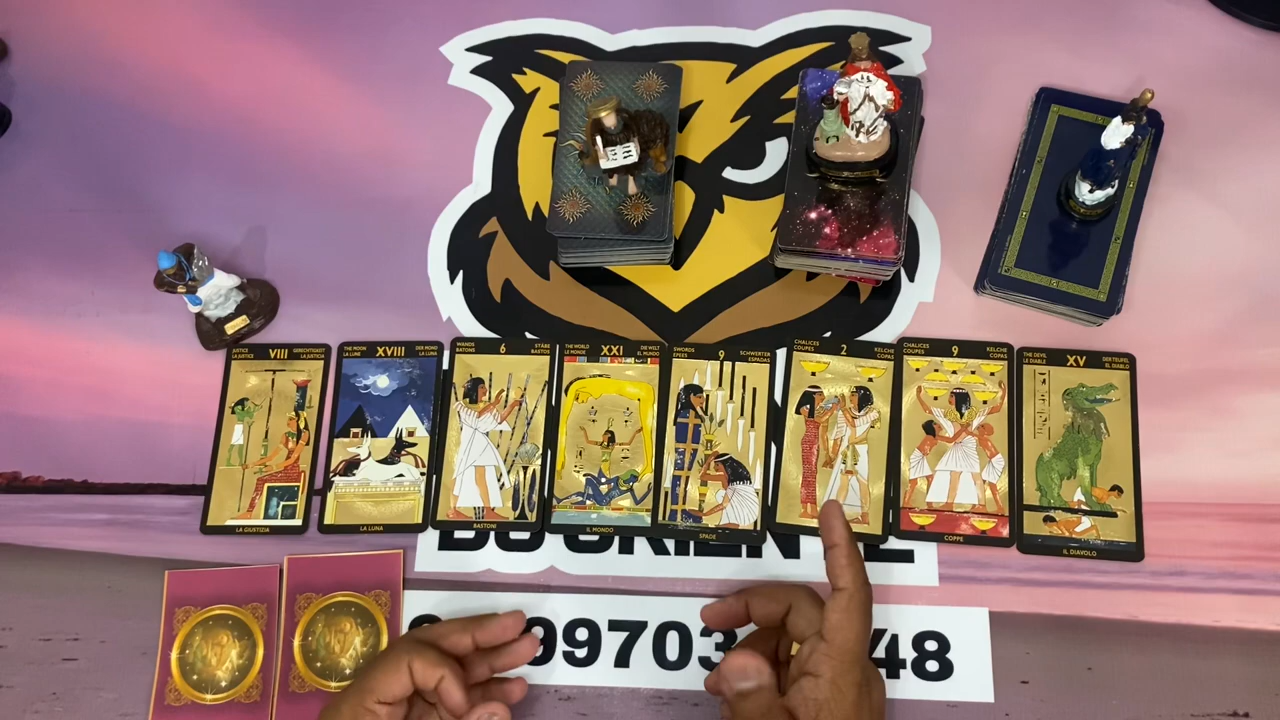 JUSTICE
LA JUSTICE
VIII
GERECHTIGKEIT
LA JUSTICIA
LA GIUSTIZIA
THE MOON
LA LUNE
XVIII
DER MOND
LA LUNA
LA LUNA
WANDS
BATONS
6
STÄBE
BASTOS
BASTONI
THE WORLD
LE MONDE
XXI
DIE WELT
EL MUNDO
IL MONDO
SWORDS
EPEES
9
SCHWERTER
ESPADAS
SPADE
CHALICES
COUPES
2
KELCHE
COPAS
CHALICES
COUPES
9
KELCHE
COPAS
COPPE
THE DEVIL
LE DIABLE
XV
DER TEUFEL
EL DIABLO
IL DIAVOLO
DO ORIENTE
99703
48